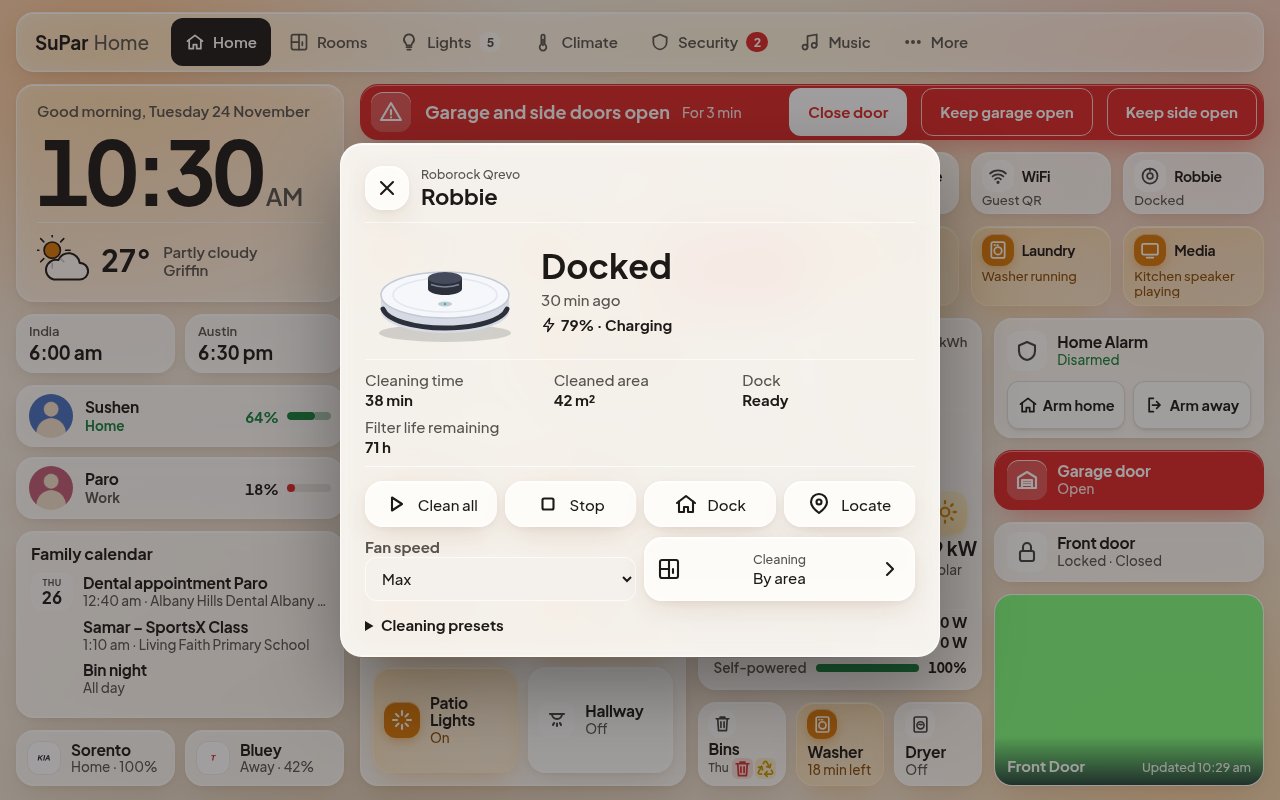 SuPar Home
Home
Rooms
Lights 5
Climate
Security 2
Music
More
Good morning, Tuesday 24 November
10:30 AM
27°
Partly cloudy
Griffin
India
6:00 am
Austin
6:30 pm
Sushen
Home
64%
Paro
Work
18%
Family calendar
THU
26
Dental appointment Paro
12:40 am · Albany Hills Dental Albany ...
Samar – SportsX Class
1:10 am · Living Faith Primary School
Bin night
All day
KIA
Sorento
Home · 100%
T
Bluey
Away · 42%
Garage and side doors open
For 3 min
Close door
Keep garage open
Keep side open
WiFi
Guest QR
Robbie
Docked
Laundry
Washer running
Media
Kitchen speaker
playing
Roborock Qrevo
Robbie
Docked
30 min ago
79% · Charging
Cleaning time
38 min
Cleaned area
42 m²
Dock
Ready
Filter life remaining
71 h
Clean all
Stop
Dock
Locate
Fan speed
Max
Cleaning
By area
Cleaning presets
kWh
kW
0 W
0 W
Self-powered
100%
Patio
Lights
On
Hallway
Off
Bins
Thu
Washer
18 min left
Dryer
Off
Home Alarm
Disarmed
Arm home
Arm away
Garage door
Open
Front door
Locked · Closed
Front Door
Updated 10:29 am